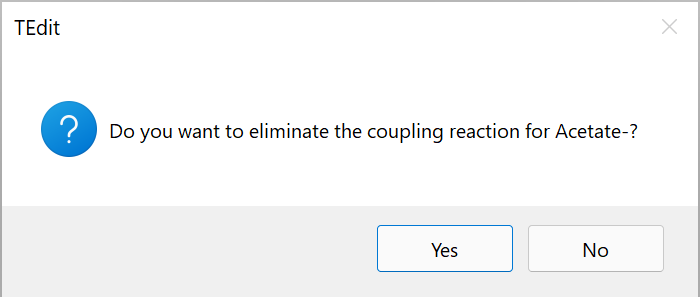 TEdit
Do you want to eliminate the coupling reaction for Acetate-?
Yes
No